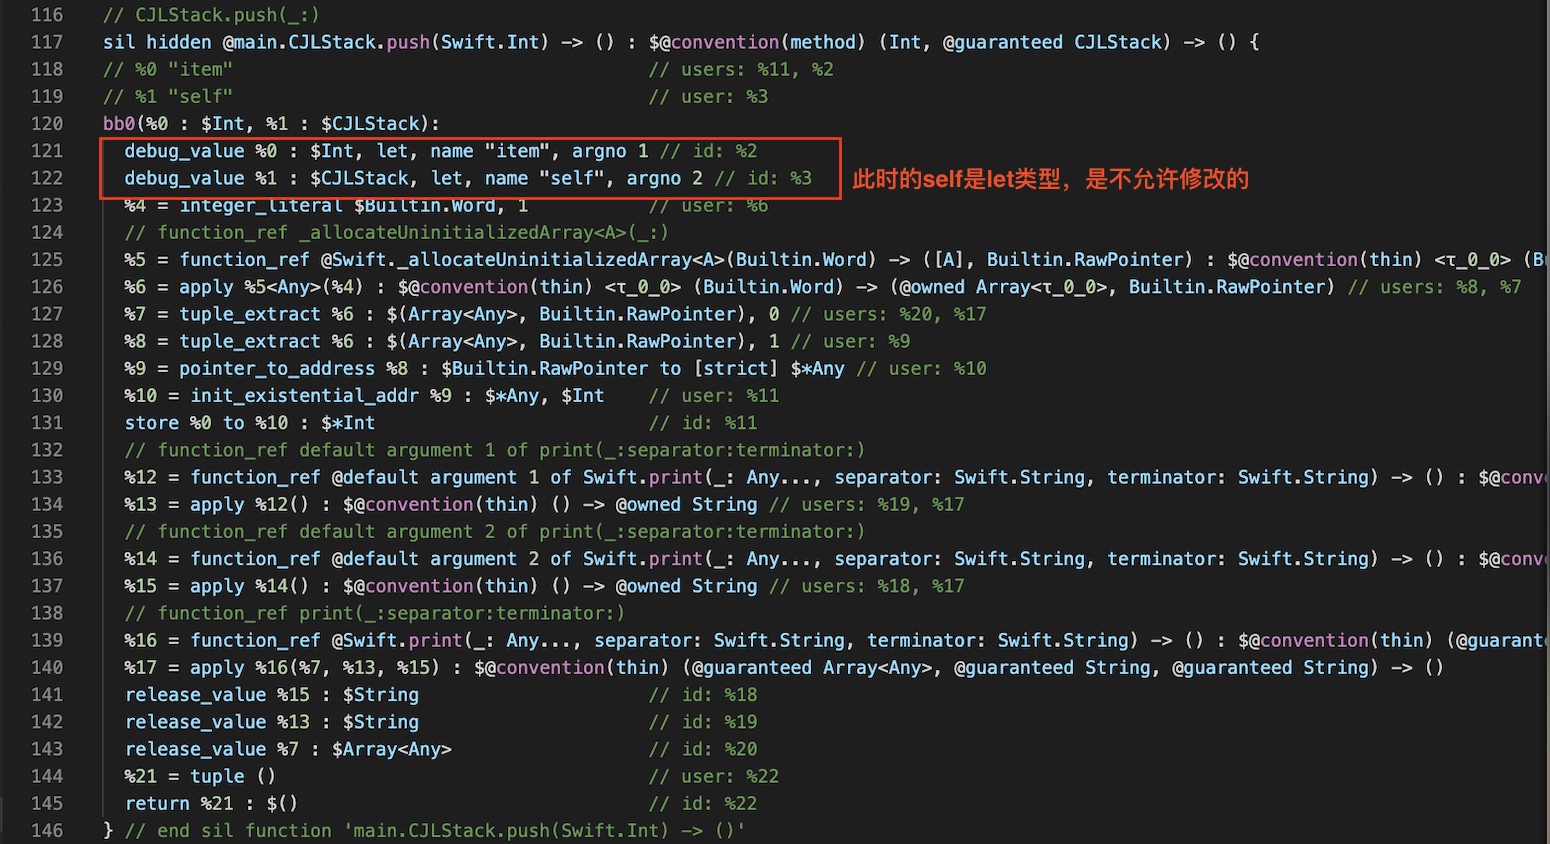 116 // CJLStack.push(_:)
117 sil hidden @main.CJLStack.push(Swift.Int) -> () : $@convention(method) (Int, @guaranteed CJLStack) -> () {
118 // %0 "item" // users: %11, %2
119 // %1 "self" // user: %3
120 bb0(%0 : $Int, %1 : $CJLStack):
121 debug_value %0 : $Int, let, name "item", argno 1 // id: %2
122 debug_value %1 : $CJLStack, let, name "self", argno 2 // id: %3 此时的self是let类型，是不允许修改的
123 %4 = integer_literal $Builtin.Word, 1 // user: %6
124 // function_ref _allocateUninitializedArray<A>(_:)
125 %5 = function_ref @Swift._allocateUninitializedArray<A>(Builtin.Word) -> ([A], Builtin.RawPointer) : $@convention(thin) <τ_0_0> (B
126 %6 = apply %5<Any>(%4) : $@convention(thin) <τ_0_0> (Builtin.Word) -> (@owned Array<τ_0_0>, Builtin.RawPointer) // users: %8, %7
127 %7 = tuple_extract %6 : $(Array<Any>, Builtin.RawPointer), 0 // users: %20, %17
128 %8 = tuple_extract %6 : $(Array<Any>, Builtin.RawPointer), 1 // user: %9
129 %9 = pointer_to_address %8 : $Builtin.RawPointer to [strict] $*Any // user: %10
130 %10 = init_existential_addr %9 : $*Any, $Int // user: %11
131 store %0 to %10 : $*Int // id: %11
132 // function_ref default argument 1 of print(_:separator:terminator:)
133 %12 = function_ref @default argument 1 of Swift.print(_: Any..., separator: Swift.String, terminator: Swift.String) -> () : $@conv
134 %13 = apply %12() : $@convention(thin) () -> @owned String // users: %19, %17
135 // function_ref default argument 2 of print(_:separator:terminator:)
136 %14 = function_ref @default argument 2 of Swift.print(_: Any..., separator: Swift.String, terminator: Swift.String) -> () : $@conv
137 %15 = apply %14() : $@convention(thin) () -> @owned String // users: %18, %17
138 // function_ref print(_:separator:terminator:)
139 %16 = function_ref @Swift.print(_: Any..., separator: Swift.String, terminator: Swift.String) -> () : $@convention(thin) (@guarant
140 %17 = apply %16(%7, %13, %15) : $@convention(thin) (@guaranteed Array<Any>, @guaranteed String, @guaranteed String) -> ()
141 release_value %15 : $String // id: %18
142 release_value %13 : $String // id: %19
143 release_value %7 : $Array<Any> // id: %20
144 %21 = tuple () // user: %22
145 return %21 : $() // id: %22
146 } // end sil function 'main.CJLStack.push(Swift.Int) -> ()'